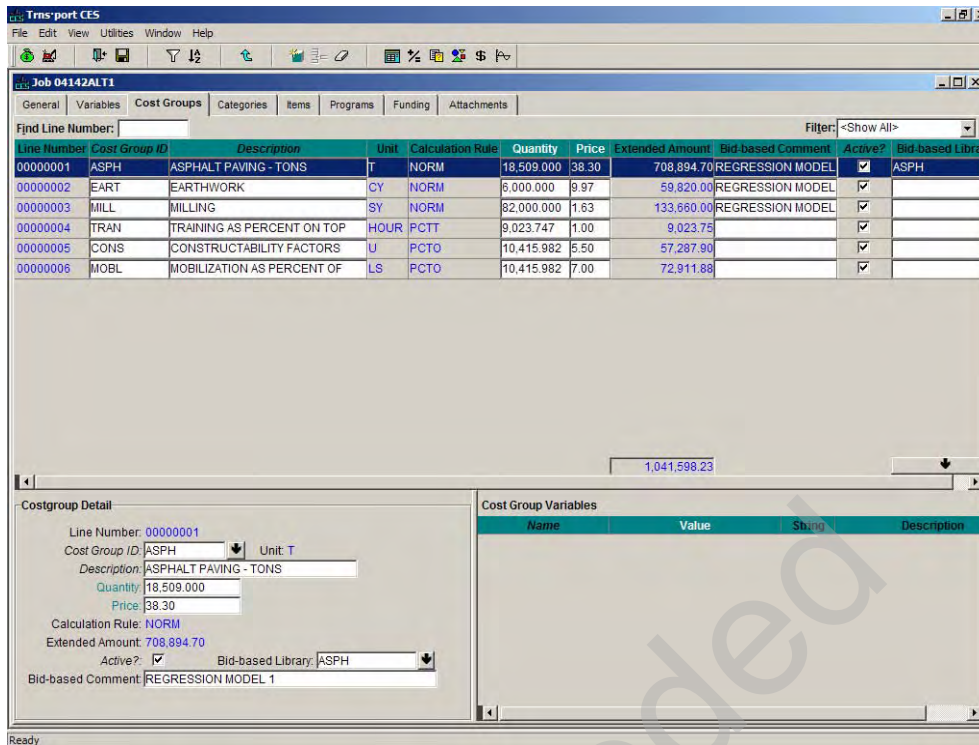 Trns·port CES
File Edit View Utilities Window Help
Job 04142ALT1
General Variables Cost Groups Categories Items Programs Funding Attachments
Find Line Number: Filter: <Show All>
Line Number Cost Group ID Description Unit Calculation Rule Quantity Price Extended Amount Bid-based Comment Active? Bid-based Libra
00000001 ASPH ASPHALT PAVING - TONS T NORM 18,509.000 38.30 708,894.70 REGRESSION MODEL ASPH
00000002 EART EARTHWORK CY NORM 6,000.000 9.97 59,820.00 REGRESSION MODEL
00000003 MILL MILLING SY NORM 82,000.000 1.63 133,660.00 REGRESSION MODEL
00000004 TRAN TRAINING AS PERCENT ON TOP HOUR PCTT 9,023.747 1.00 9,023.75
00000005 CONS CONSTRUCTABILITY FACTORS U PCTO 10,415.982 5.50 57,287.90
00000006 MOBL MOBILIZATION AS PERCENT OF LS PCTO 10,415.982 7.00 72,911.88
1,041,598.23
Costgroup Detail
Line Number: 00000001
Cost Group ID: ASPH Unit: T
Description: ASPHALT PAVING - TONS
Quantity: 18,509.000
Price: 38.30
Calculation Rule: NORM
Extended Amount: 708,894.70
Active?: Bid-based Library: ASPH
Bid-based Comment: REGRESSION MODEL 1
Cost Group Variables
Name Value String Description
Ready